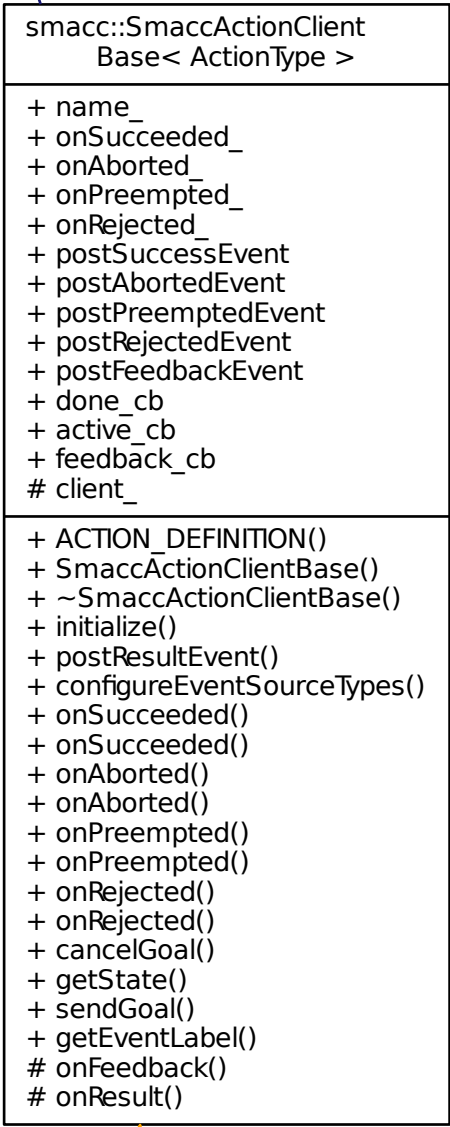 smacc::SmaccActionClient
Base< ActionType >
+ name_
+ onSucceeded_
+ onAborted_
+ onPreempted_
+ onRejected_
+ postSuccessEvent
+ postAbortedEvent
+ postPreemptedEvent
+ postRejectedEvent
+ postFeedbackEvent
+ done_cb
+ active_cb
+ feedback_cb
# client_
+ ACTION_DEFINITION()
+ SmaccActionClientBase()
+ ~SmaccActionClientBase()
+ initialize()
+ postResultEvent()
+ configureEventSourceTypes()
+ onSucceeded()
+ onSucceeded()
+ onAborted()
+ onAborted()
+ onPreempted()
+ onPreempted()
+ onRejected()
+ onRejected()
+ cancelGoal()
+ getState()
+ sendGoal()
+ getEventLabel()
# onFeedback()
# onResult()